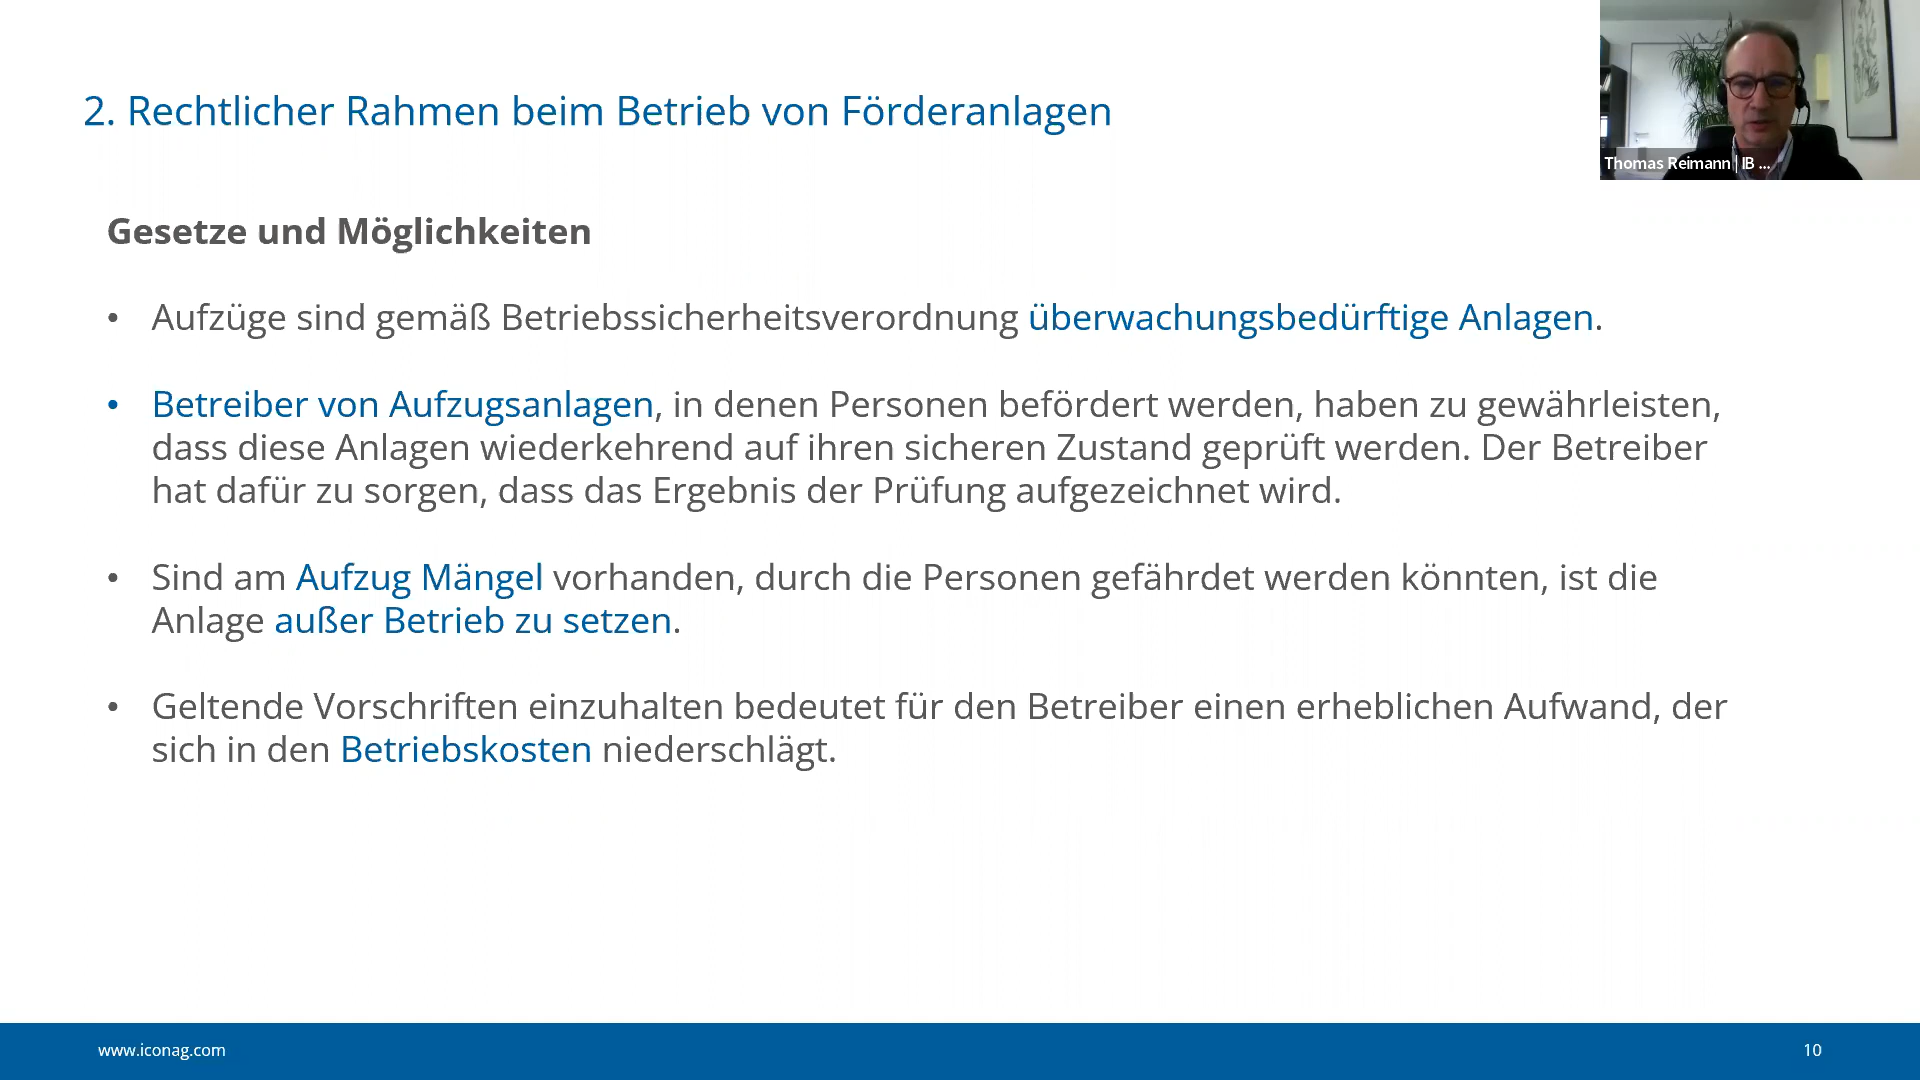 2. Rechtlicher Rahmen beim Betrieb von Förderanlagen
Thomas Reimann | IB ...
Gesetze und Möglichkeiten
• Aufzüge sind gemäß Betriebssicherheitsverordnung überwachungsbedürftige Anlagen.
• Betreiber von Aufzugsanlagen, in denen Personen befördert werden, haben zu gewährleisten,
dass diese Anlagen wiederkehrend auf ihren sicheren Zustand geprüft werden. Der Betreiber
hat dafür zu sorgen, dass das Ergebnis der Prüfung aufgezeichnet wird.
• Sind am Aufzug Mängel vorhanden, durch die Personen gefährdet werden könnten, ist die
Anlage außer Betrieb zu setzen.
• Geltende Vorschriften einzuhalten bedeutet für den Betreiber einen erheblichen Aufwand, der
sich in den Betriebskosten niederschlägt.
www.iconag.com
10